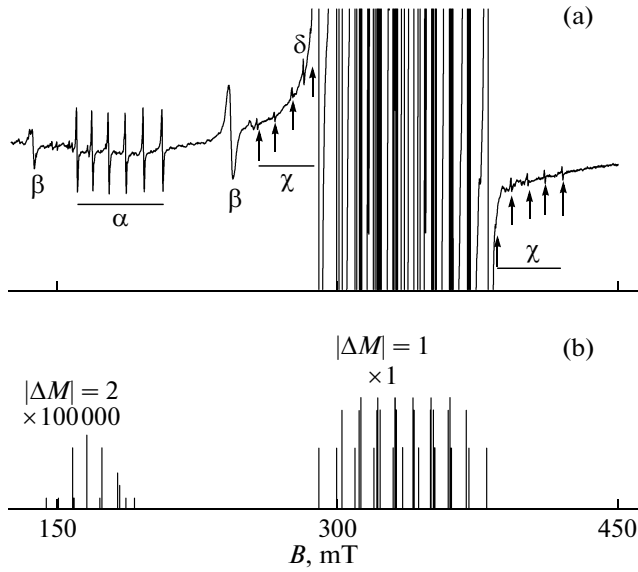 (a)
δ
β
α
β
χ
χ
(b)
|ΔM| = 2
×100 000
|ΔM| = 1
×1
150
300
450
B, mT